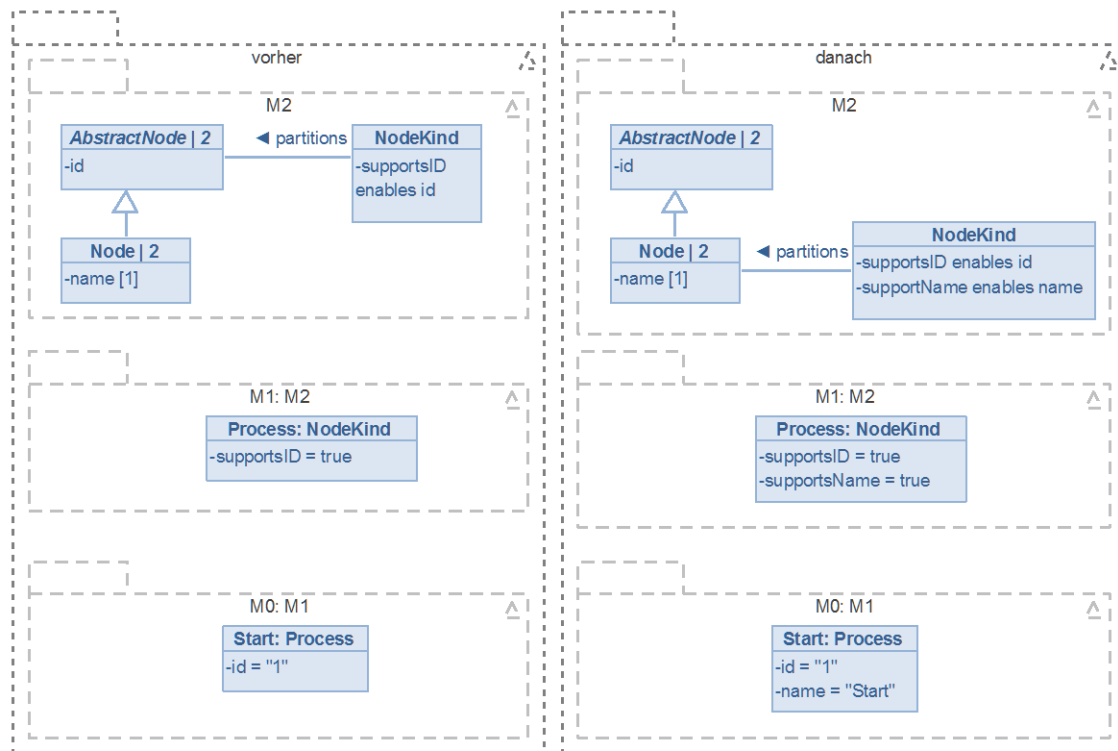 vorher
M2
AbstractNode | 2
-id
◄ partitions
NodeKind
-supportsID
enables id
Node | 2
-name [1]
M1: M2
Process: NodeKind
-supportsID = true
M0: M1
Start: Process
-id = "1"
danach
M2
AbstractNode | 2
-id
Node | 2
-name [1]
◄ partitions
NodeKind
-supportsID enables id
-supportName enables name
M1: M2
Process: NodeKind
-supportsID = true
-supportsName = true
M0: M1
Start: Process
-id = "1"
-name = "Start"